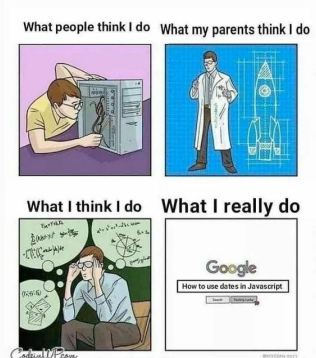 What people think I do
What my parents think I do
What I think I do
What I really do
Google
How to use dates in Javascript